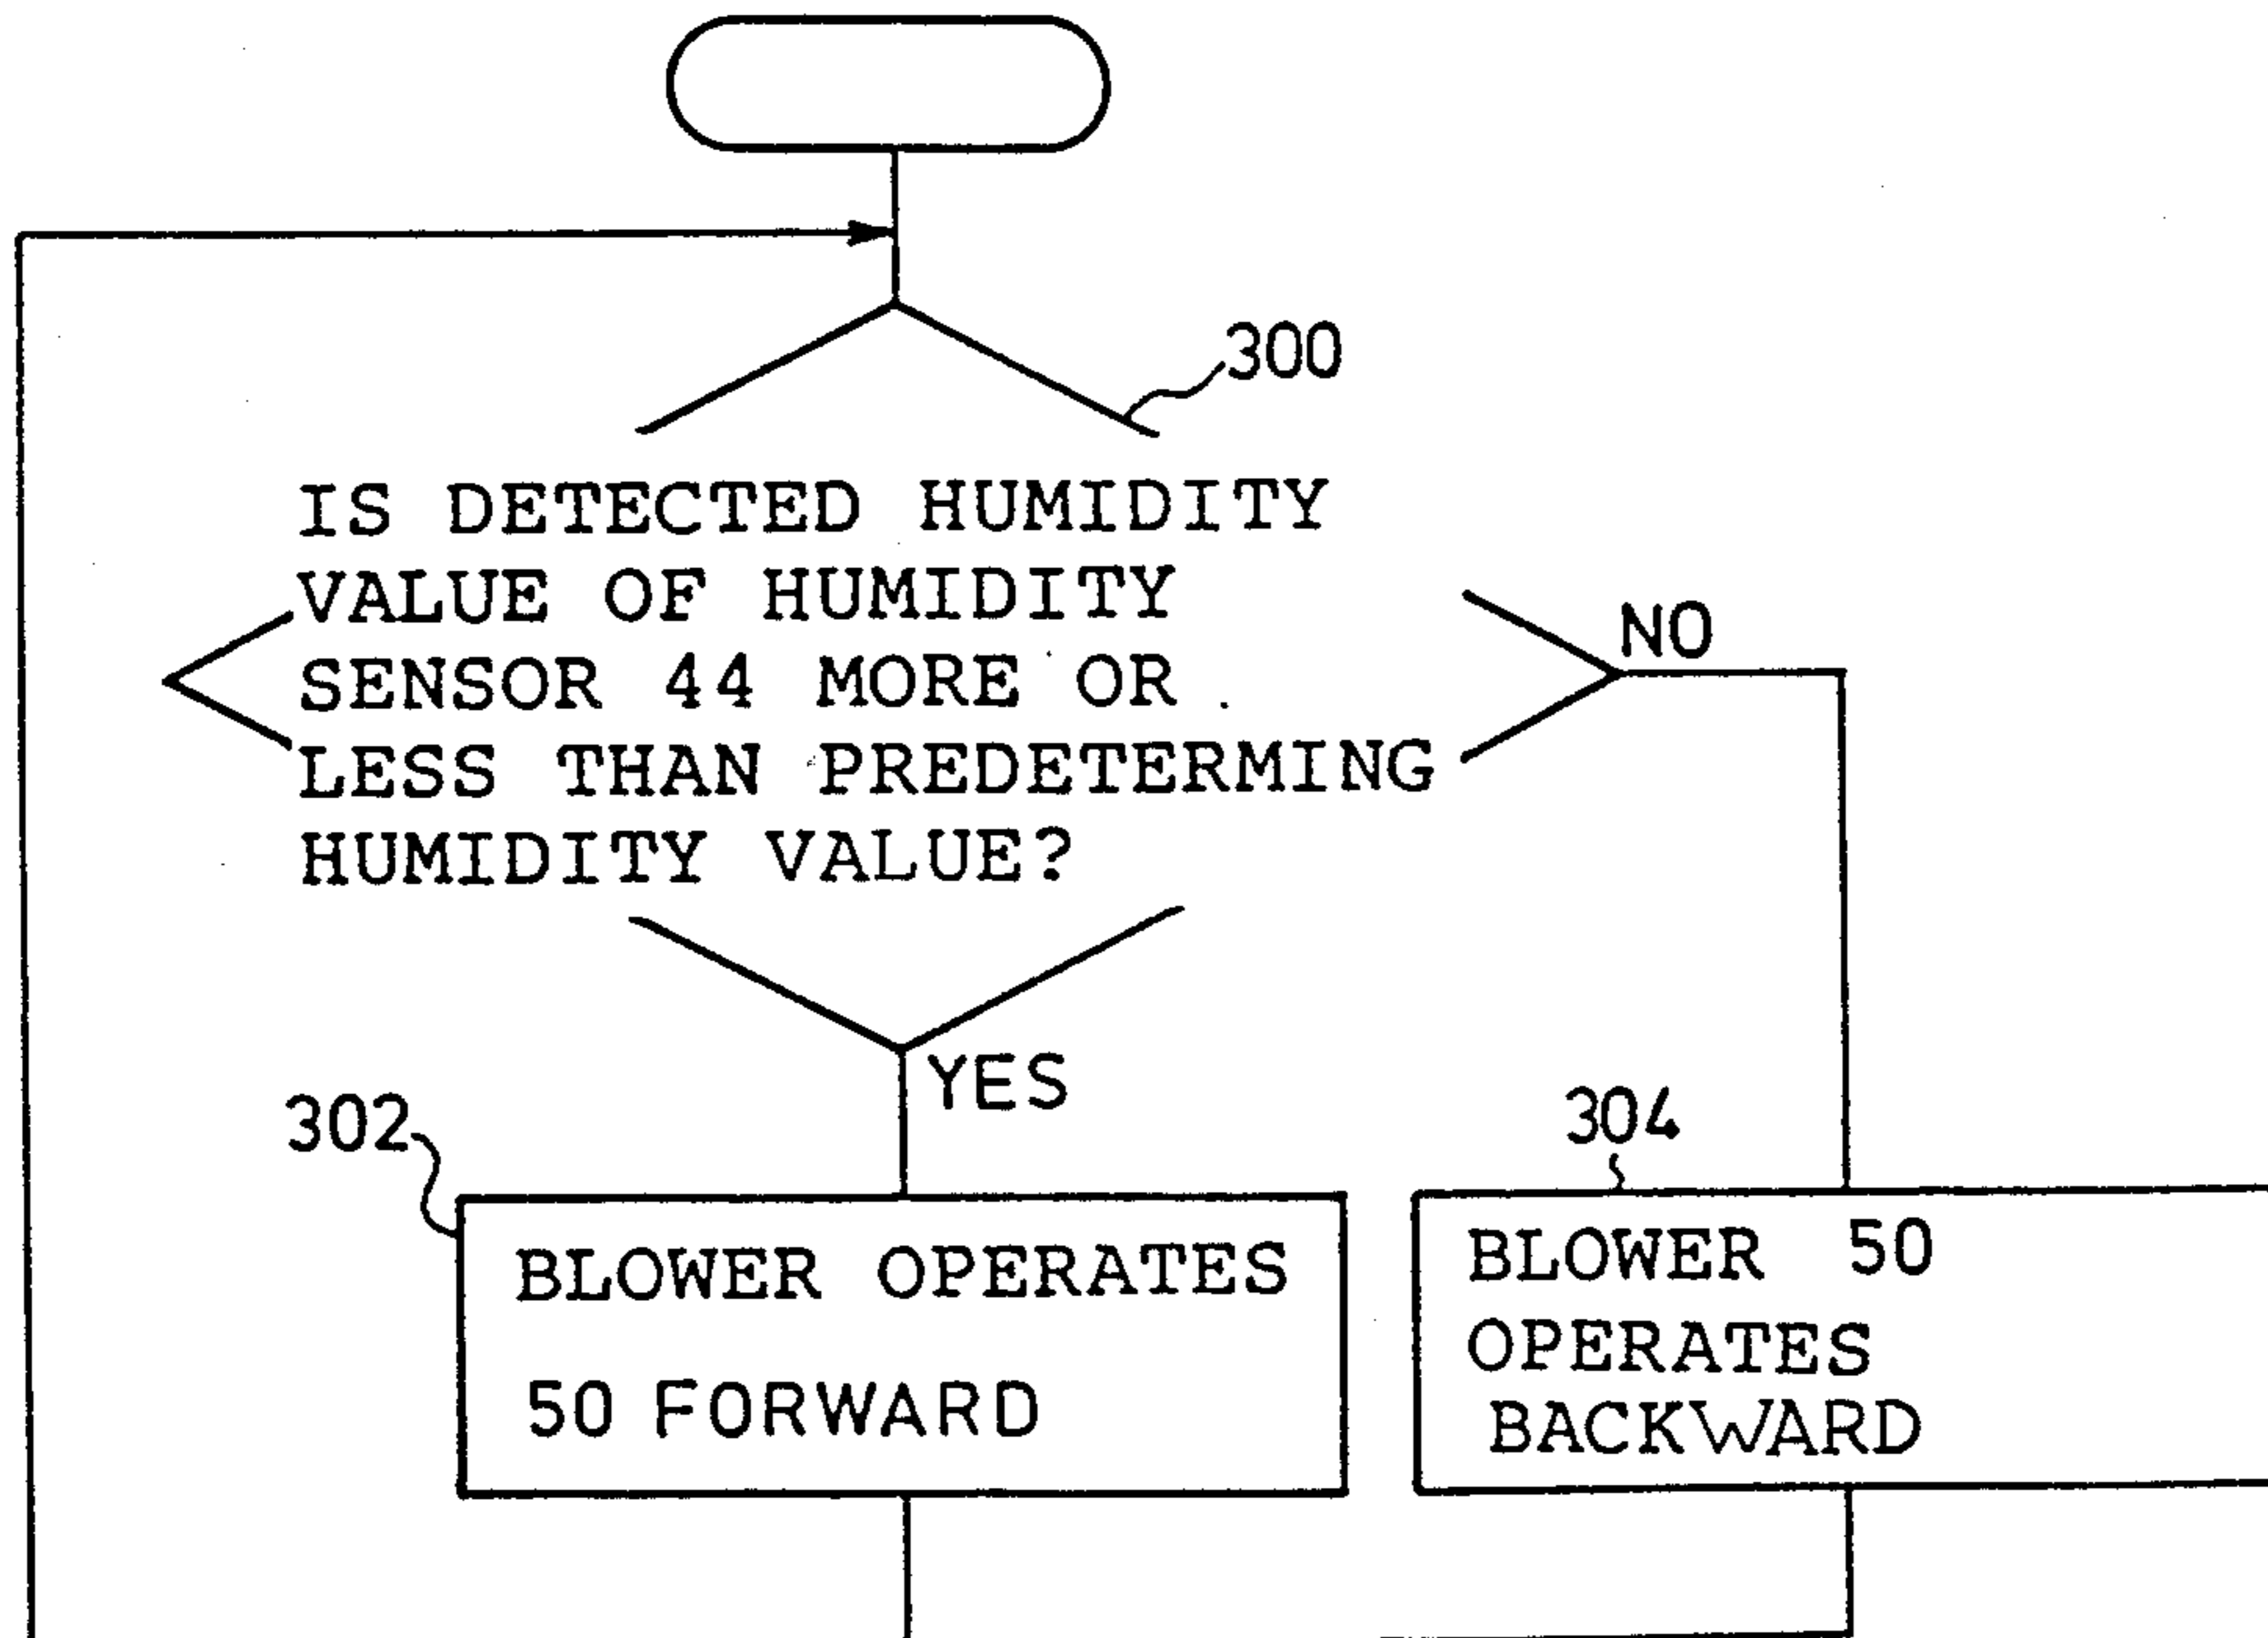 300
IS DETECTED HUMIDITY
VALUE OF HUMIDITY
SENSOR 44 MORE OR
LESS THAN PREDETERMING
HUMIDITY VALUE?
NO
YES
302
BLOWER OPERATES
50 FORWARD
304
BLOWER 50
OPERATES
BACKWARD